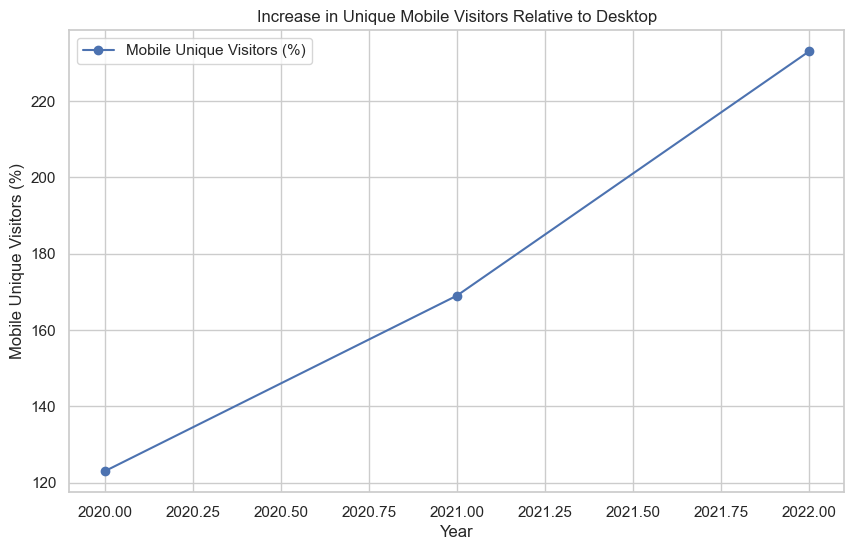 Increase in Unique Mobile Visitors Relative to Desktop
Mobile Unique Visitors (%)
Mobile Unique Visitors (%)
220
200
180
160
140
120
2020.00 2020.25 2020.50 2020.75 2021.00 2021.25 2021.50 2021.75 2022.00
Year